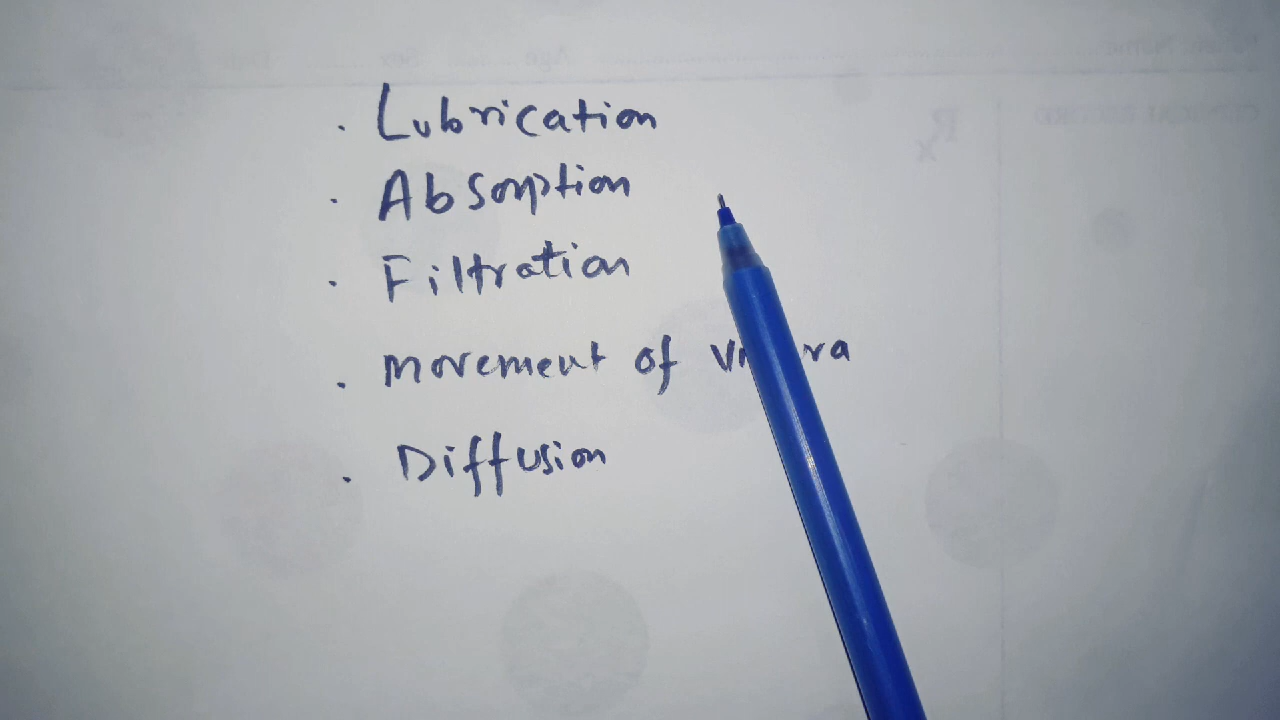 . Lubrication
. Absorption
. Filtration
. movement of
. Diffusion